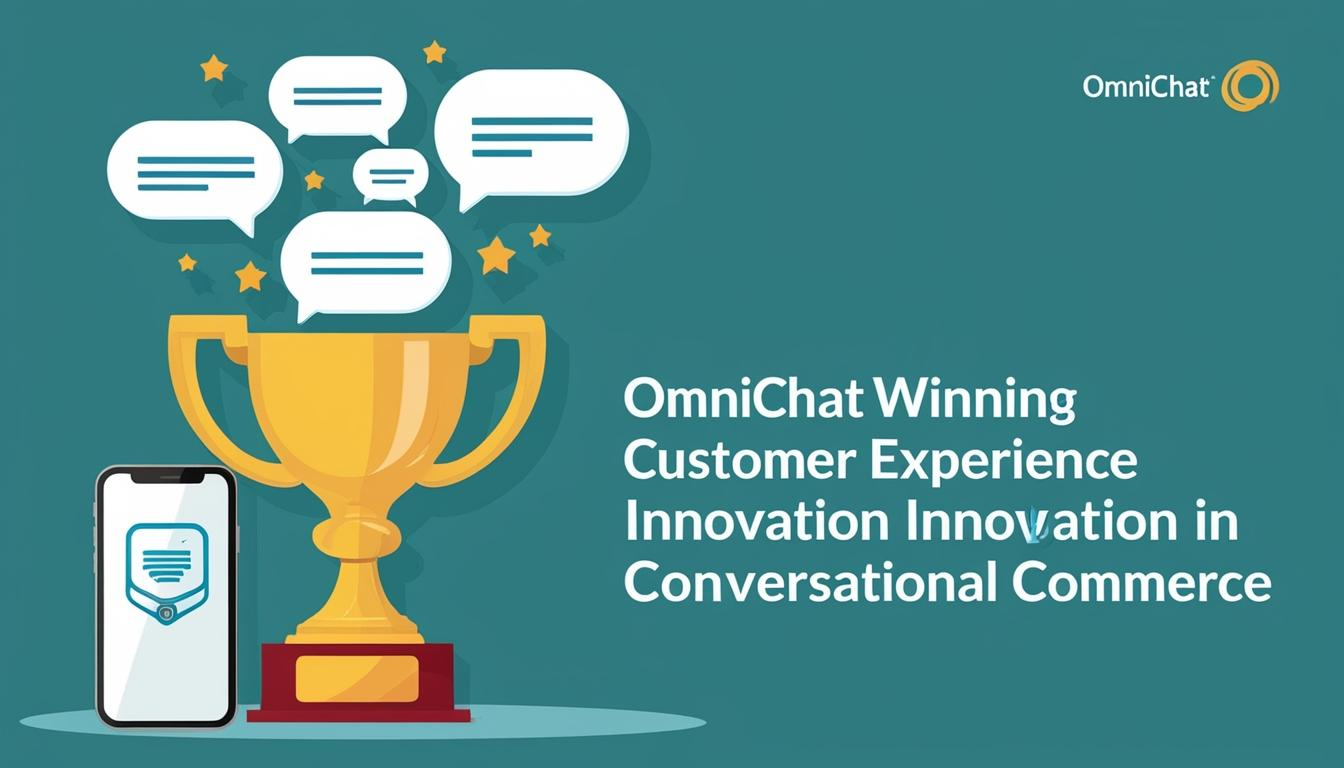 OmniChat
OmniChat Winning
Customer Experience
Innovation Innovation in
Conversational Commerce